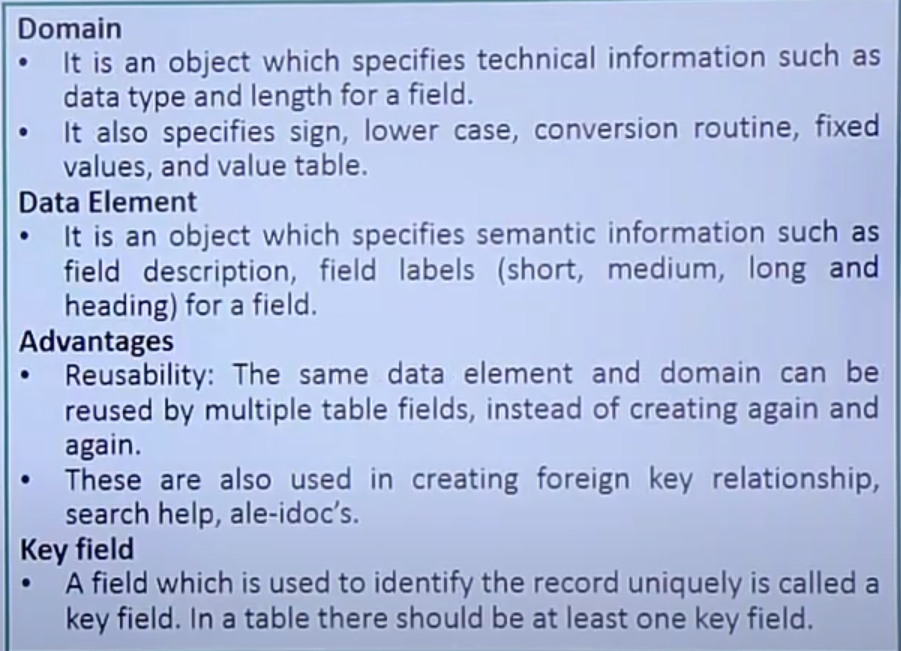 Domain
• It is an object which specifies technical information such as
data type and length for a field.
• It also specifies sign, lower case, conversion routine, fixed
values, and value table.
Data Element
• It is an object which specifies semantic information such as
field description, field labels (short, medium, long and
heading) for a field.
Advantages
• Reusability: The same data element and domain can be
reused by multiple table fields, instead of creating again and
again.
• These are also used in creating foreign key relationship,
search help, ale-idoc's.
Key field
• A field which is used to identify the record uniquely is called a
key field. In a table there should be at least one key field.